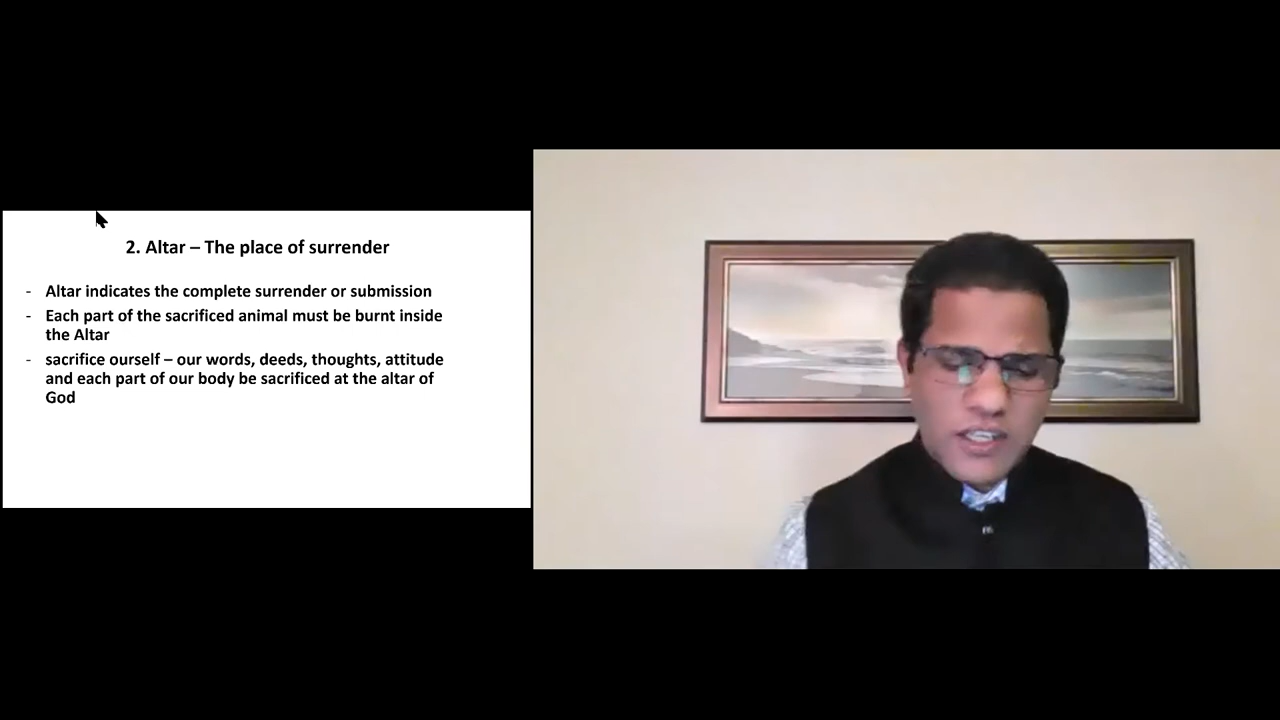 2. Altar – The place of surrender
- Altar indicates the complete surrender or submission
- Each part of the sacrificed animal must be burnt inside
the Altar
- sacrifice ourself – our words, deeds, thoughts, attitude
and each part of our body be sacrificed at the altar of
God